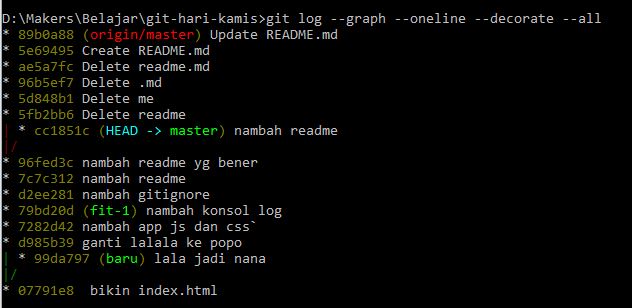 D:\Makers\Belajar\git-hari-kamis>git log --graph --oneline --decorate --all
* 89b0a88 (origin/master) Update README.md
* 5e69495 Create README.md
* ae5a7fc Delete readme.md
* 96b5ef7 Delete .md
* 5d848b1 Delete me
* 5fb2bb6 Delete readme
| * cc1851c (HEAD -> master) nambah readme
|/
* 96fed3c nambah readme yg bener
* 7c7c312 nambah readme
* d2ee281 nambah gitignore
* 79bd20d (fit-1) nambah konsol log
* 7282d42 nambah app js dan css`
* d985b39 ganti lalala ke popo
| * 99da797 (baru) lala jadi nana
|/
* 07791e8  bikin index.html